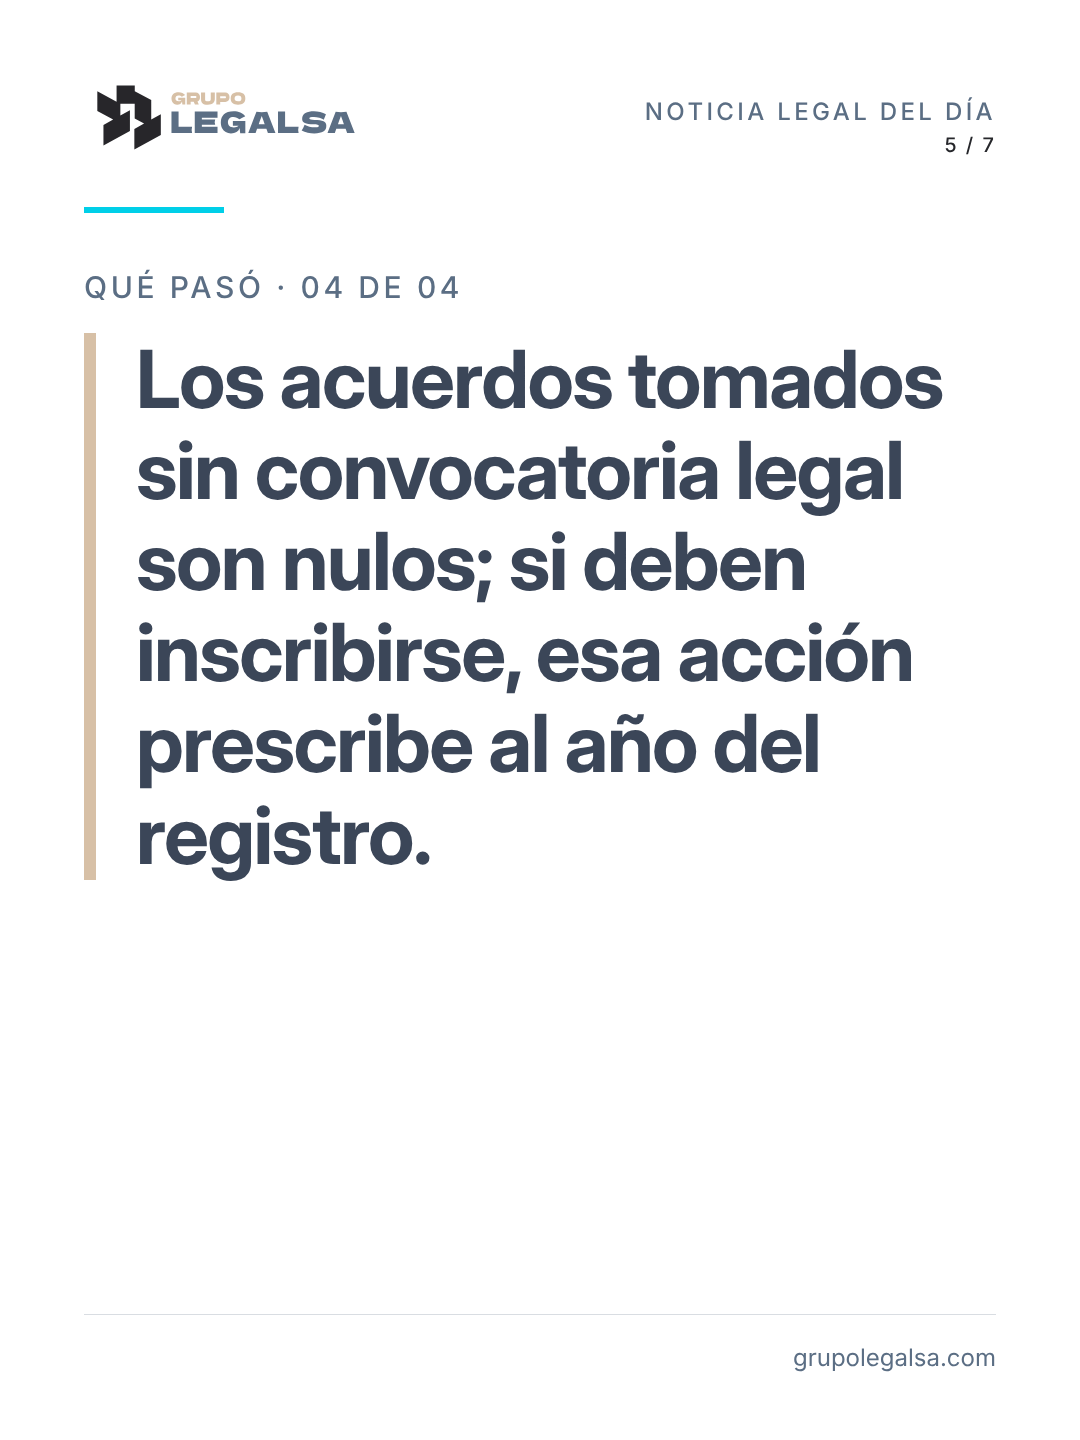 GRUPO
LEGALSA
NOTICIA LEGAL DEL DÍA
5 / 7
QUÉ PASÓ · 04 DE 04
Los acuerdos tomados
sin convocatoria legal
son nulos; si deben
inscribirse, esa acción
prescribe al año del
registro.
grupolegalsa.com